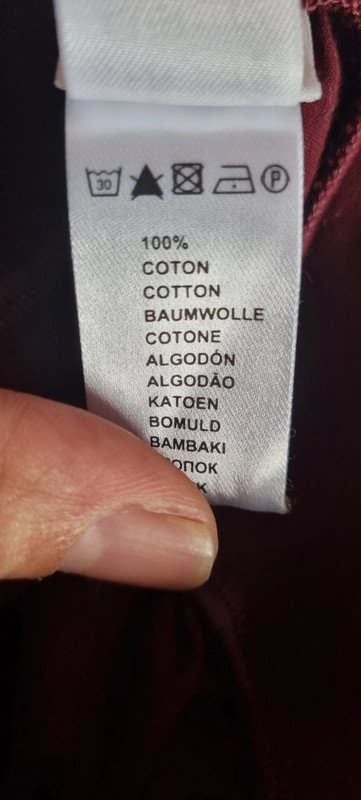 30 P
100%
COTON
COTTON
BAUMWOLLE
COTONE
ALGODÓN
ALGODÃO
KATOEN
BOMULD
BAMBAKI